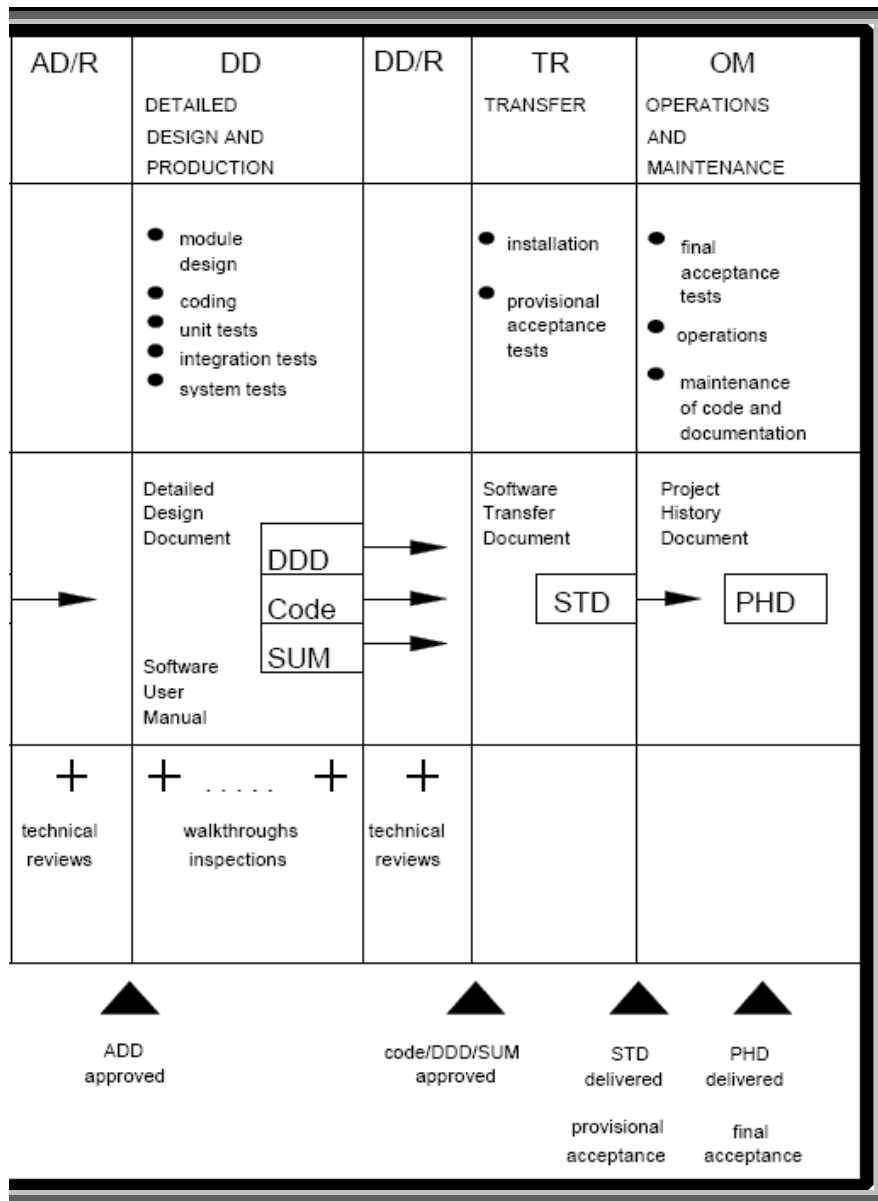 AD/R
DD
DD/R
TR
OM
DETAILED
DESIGN AND
PRODUCTION
TRANSFER
OPERATIONS
AND
MAINTENANCE
module
design
coding
unit tests
integration tests
system tests
installation
provisional
acceptance
tests
final
acceptance
tests
operations
maintenance
of code and
documentation
Detailed
Design
Document
DDD
Code
SUM
Software
User
Manual
Software
Transfer
Document
STD
Project
History
Document
PHD
+
technical
reviews
+ ..... +
walkthroughs
inspections
+
technical
reviews
ADD
approved
code/DDD/SUM
approved
STD
delivered
provisional
acceptance
PHD
delivered
final
acceptance